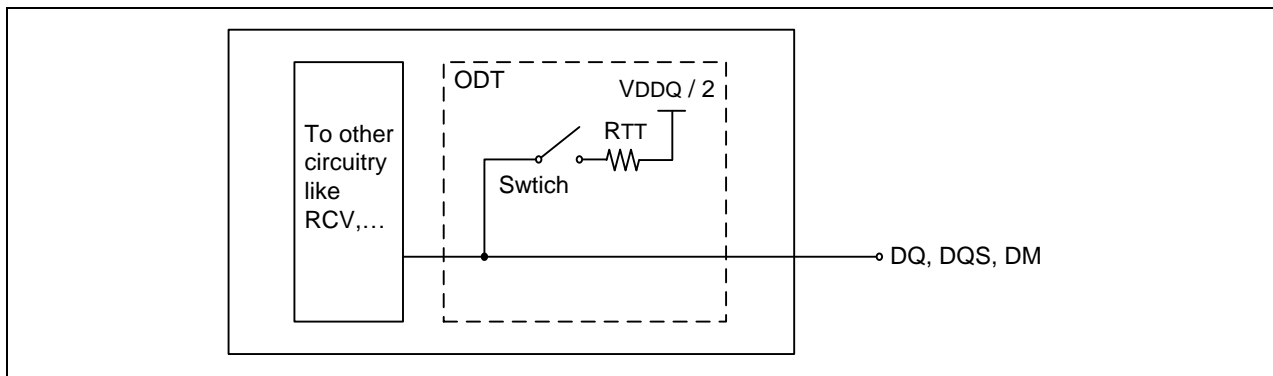 ODT
VDDQ / 2
RTT
Swtich
To other
circuitry
like
RCV,…
DQ, DQS, DM